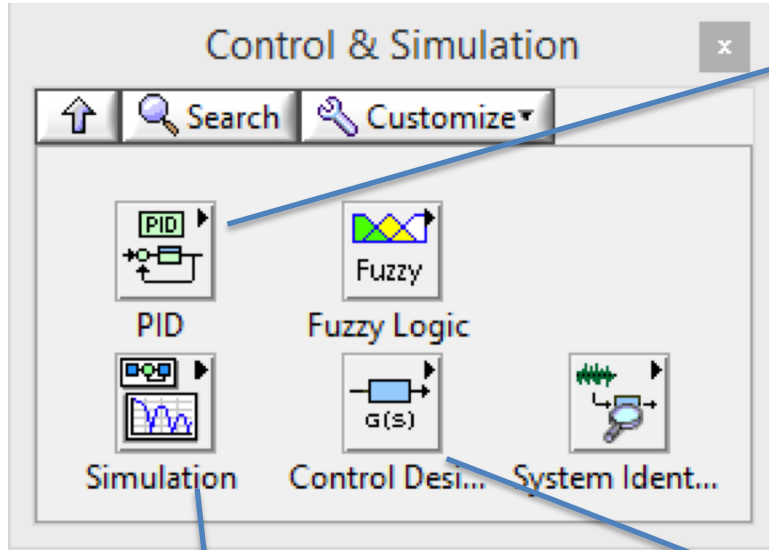 Control & Simulation
x
Search Customize
PID
Fuzzy
PID Fuzzy Logic
G(S)
Simulation Control Desi... System Ident...